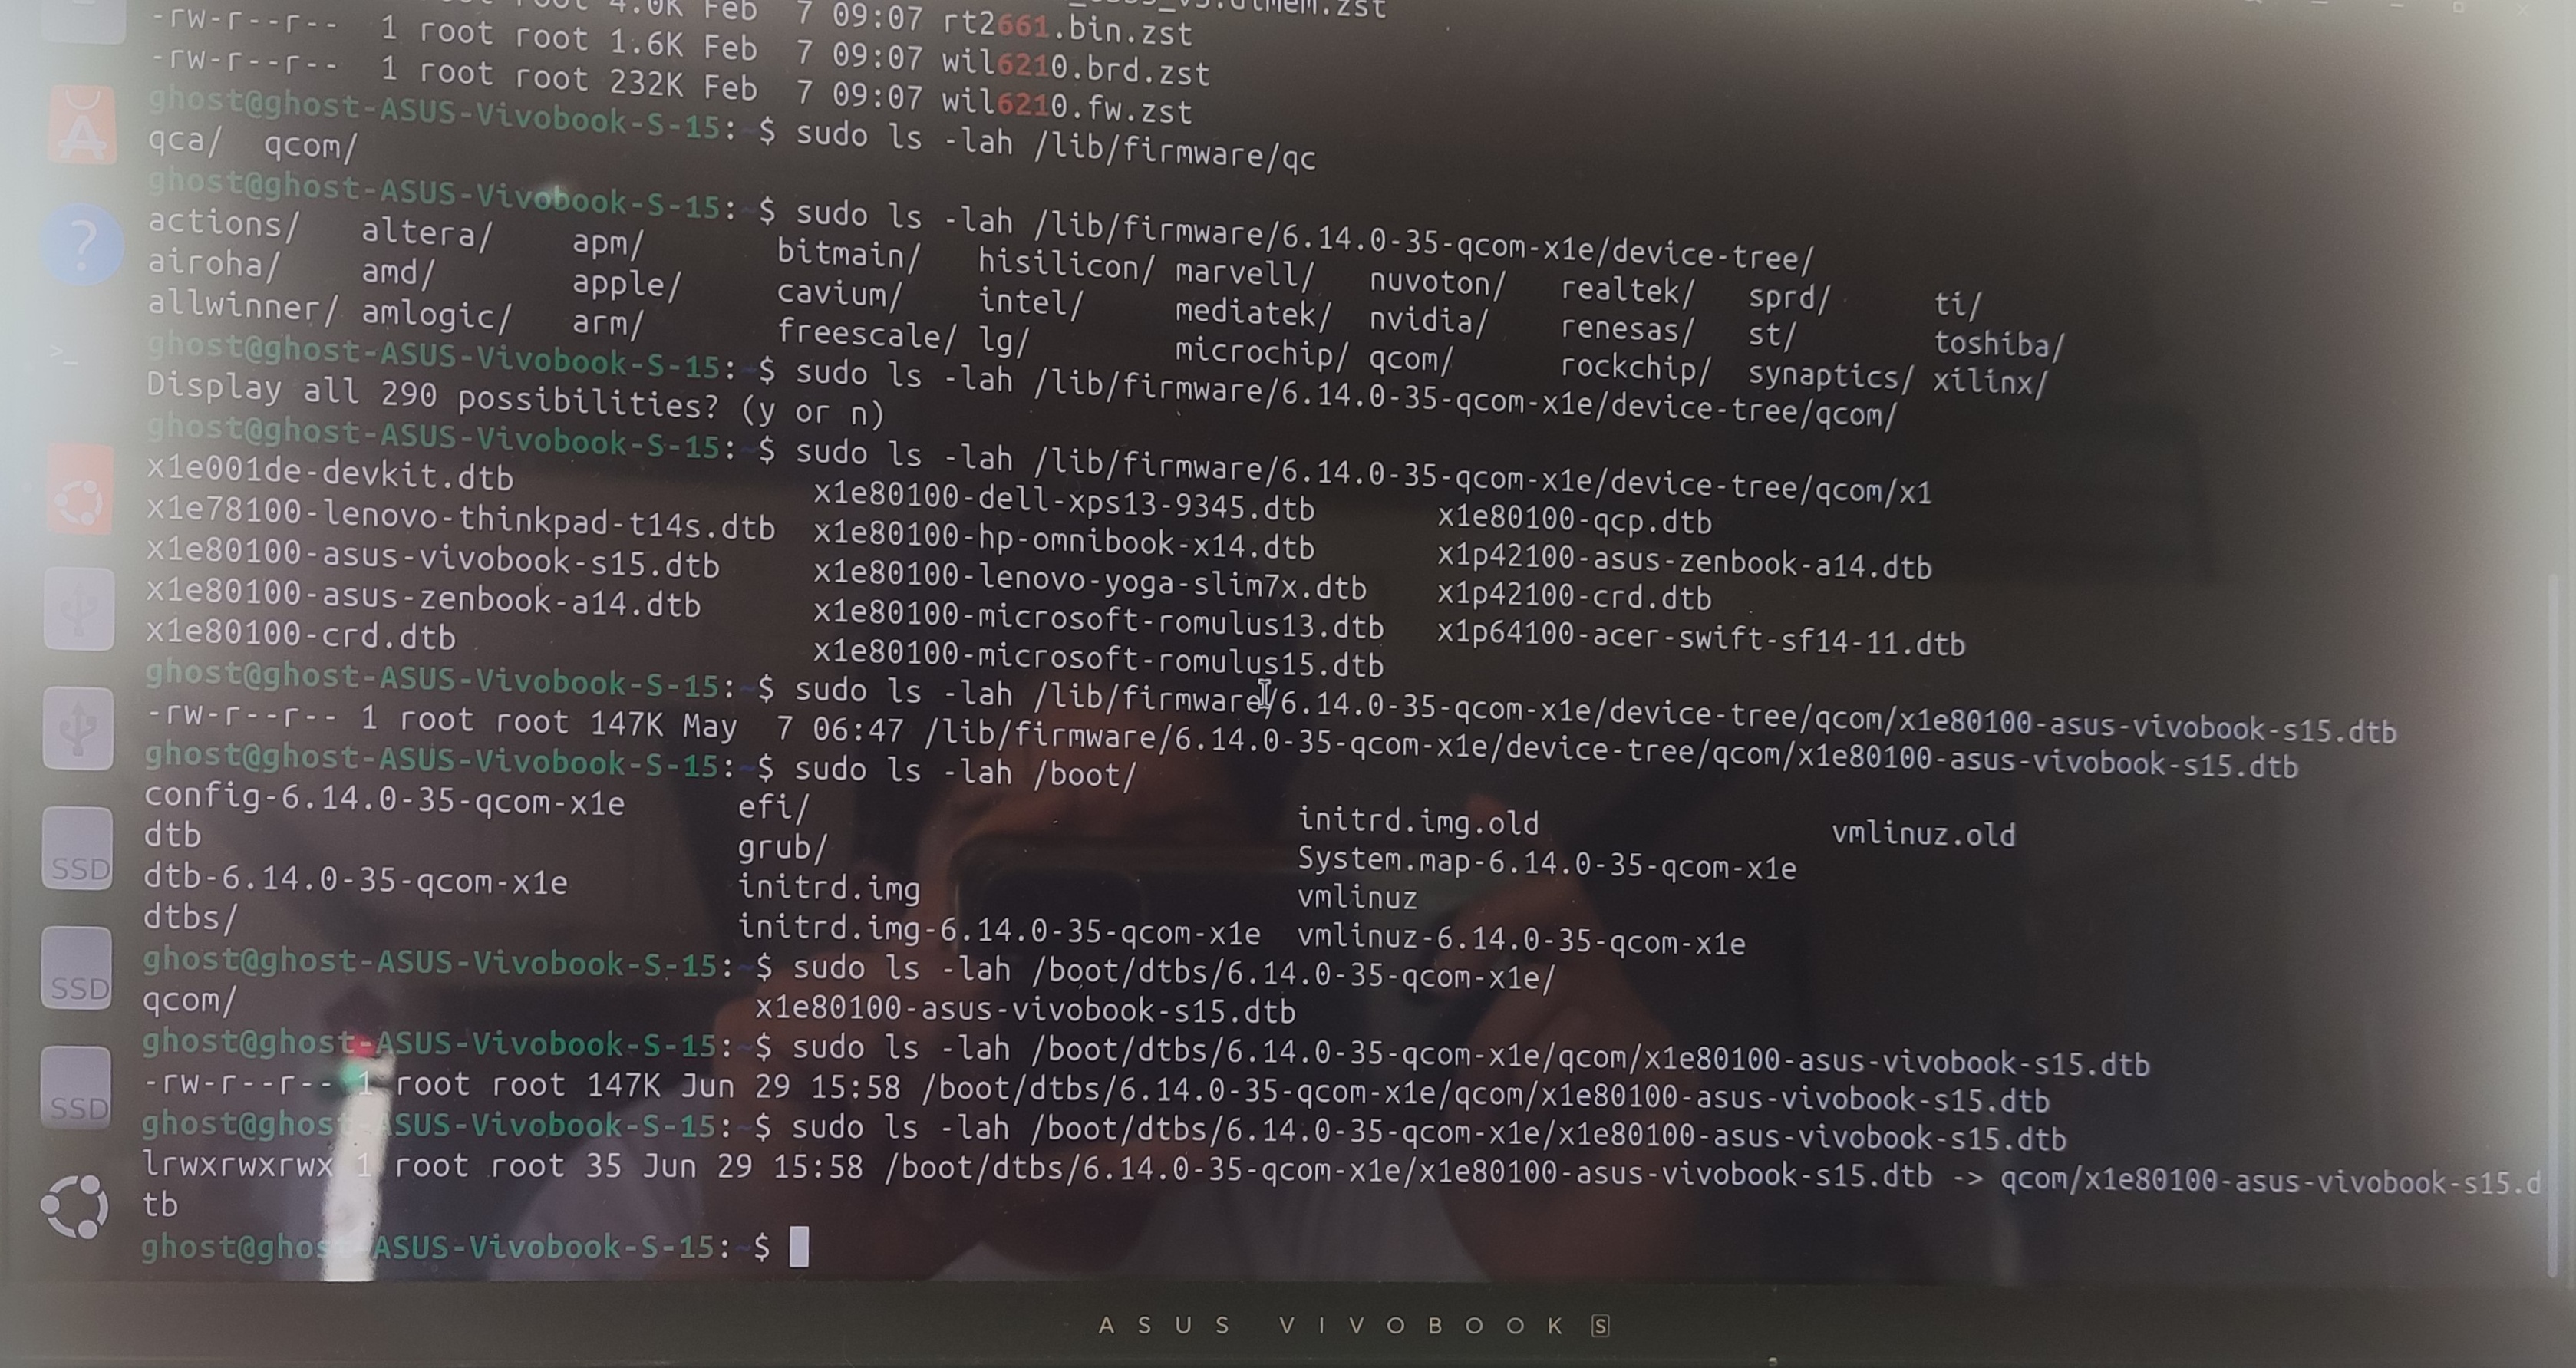 -rw-r--r-- 1 root root 1.6K Feb 7 09:07 rt2661.bin.zst
-rw-r--r-- 1 root root 232K Feb 7 09:07 wil6210.brd.zst
7 09:07 wil6210.fw.zst
ghost@ghost-ASUS-Vivobook-S-15:~$ sudo ls -lah /lib/firmware/qc
qca/ qcom/
ghost@ghost-ASUS-Vivobook-S-15:~$ sudo ls -lah /lib/firmware/6.14.0-35-qcom-x1e/device-tree/
actions/ altera/ apm/ bitmain/ hisilicon/ marvell/ nuvoton/ realtek/ sprd/ ti/
airoha/ amd/ apple/ cavium/ intel/ mediatek/ nvidia/ renesas/ st/ toshiba/
allwinner/ amlogic/ arm/ freescale/ lg/ microchip/ qcom/ rockchip/ synaptics/ xilinx/
ghost@ghost-ASUS-Vivobook-S-15:~$ sudo ls -lah /lib/firmware/6.14.0-35-qcom-x1e/device-tree/qcom/
Display all 290 possibilities? (y or n)
ghost@ghost-ASUS-Vivobook-S-15:~$ sudo ls -lah /lib/firmware/6.14.0-35-qcom-x1e/device-tree/qcom/x1
x1e001de-devkit.dtb x1e80100-dell-xps13-9345.dtb x1e80100-qcp.dtb
x1e78100-lenovo-thinkpad-t14s.dtb x1e80100-hp-omnibook-x14.dtb x1p42100-asus-zenbook-a14.dtb
x1e80100-asus-vivobook-s15.dtb x1e80100-lenovo-yoga-slim7x.dtb x1p42100-crd.dtb
x1e80100-asus-zenbook-a14.dtb x1e80100-microsoft-romulus13.dtb x1p64100-acer-swift-sf14-11.dtb
x1e80100-crd.dtb x1e80100-microsoft-romulus15.dtb
ghost@ghost-ASUS-Vivobook-S-15:~$ sudo ls -lah /lib/firmware/6.14.0-35-qcom-x1e/device-tree/qcom/x1e80100-asus-vivobook-s15.dtb
-rw-r--r-- 1 root root 147K May 7 06:47 /lib/firmware/6.14.0-35-qcom-x1e/device-tree/qcom/x1e80100-asus-vivobook-s15.dtb
ghost@ghost-ASUS-Vivobook-S-15:~$ sudo ls -lah /boot/
config-6.14.0-35-qcom-x1e efi/ initrd.img.old vmlinuz.old
dtb grub/ System.map-6.14.0-35-qcom-x1e
dtb-6.14.0-35-qcom-x1e initrd.img vmlinuz
dtbs/ initrd.img-6.14.0-35-qcom-x1e vmlinuz-6.14.0-35-qcom-x1e
ghost@ghost-ASUS-Vivobook-S-15:~$ sudo ls -lah /boot/dtbs/6.14.0-35-qcom-x1e/
qcom/ x1e80100-asus-vivobook-s15.dtb
ghost@ghost-ASUS-Vivobook-S-15:~$ sudo ls -lah /boot/dtbs/6.14.0-35-qcom-x1e/qcom/x1e80100-asus-vivobook-s15.dtb
-rw-r--r-- 1 root root 147K Jun 29 15:58 /boot/dtbs/6.14.0-35-qcom-x1e/qcom/x1e80100-asus-vivobook-s15.dtb
ghost@ghost-ASUS-Vivobook-S-15:~$ sudo ls -lah /boot/dtbs/6.14.0-35-qcom-x1e/x1e80100-asus-vivobook-s15.dtb
lrwxrwxrwx 1 root root 35 Jun 29 15:58 /boot/dtbs/6.14.0-35-qcom-x1e/x1e80100-asus-vivobook-s15.dtb -> qcom/x1e80100-asus-vivobook-s15.d
tb
ghost@ghost-ASUS-Vivobook-S-15:~$
SSD
SSD
SSD
ASUS VIVOBOOK S